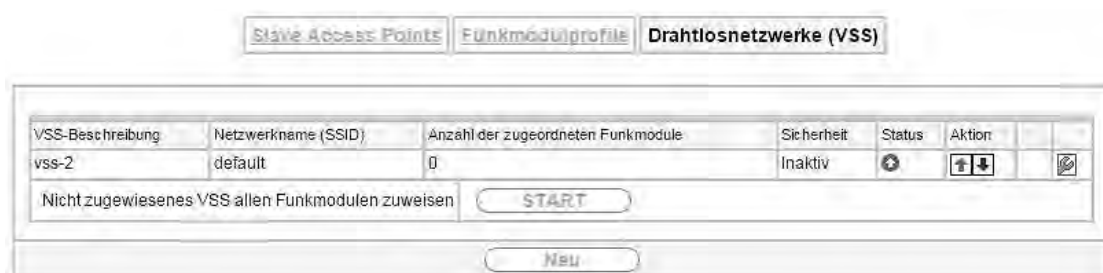 Slave Access Points Funkmodulprofile Drahtlosnetzwerke (VSS)
VSS-Beschreibung Netzwerkname (SSID) Anzahl der zugeordneten Funkmodule Sicherheit Status Aktion
vss-2 default 0 Inaktiv
Nicht zugewiesenes VSS allen Funkmodulen zuweisen START
Neu